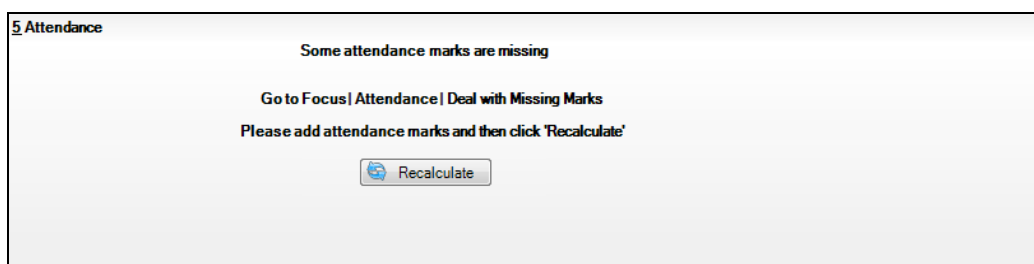 5 Attendance
Some attendance marks are missing
Go to Focus | Attendance | Deal with Missing Marks
Please add attendance marks and then click 'Recalculate'
Recalculate